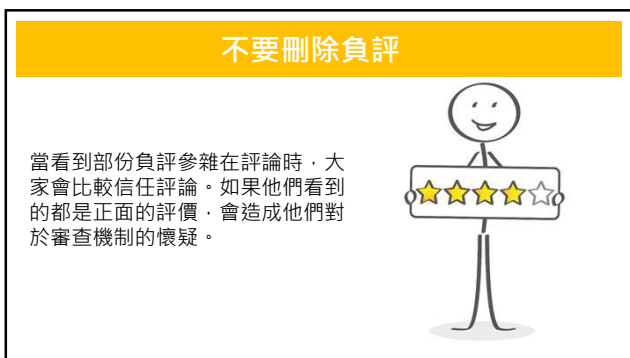 不要刪除負評
當看到部份負評參雜在評論時，大
家會比較信任評論。如果他們看到
的都是正面的評價，會造成他們對
於審查機制的懷疑。